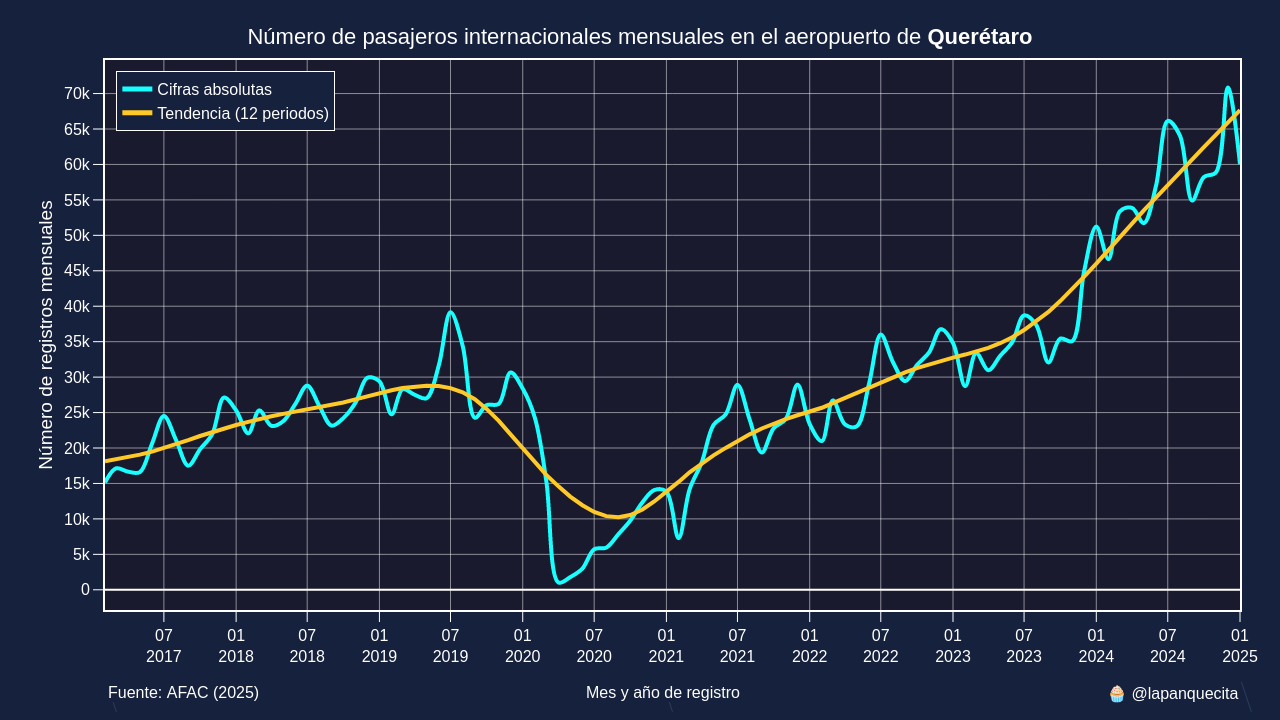 Número de pasajeros internacionales mensuales en el aeropuerto de Querétaro
Cifras absolutas
Tendencia (12 periodos)
Número de registros mensuales
70k
65k
60k
55k
50k
45k
40k
35k
30k
25k
20k
15k
10k
5k
0
07 01 07 01 07 01 07 01 07 01 07 01 07 01 07 01
2017 2018 2018 2019 2019 2020 2020 2021 2021 2022 2022 2023 2023 2024 2024 2025
Fuente: AFAC (2025) Mes y año de registro 🧁 @lapanquecita